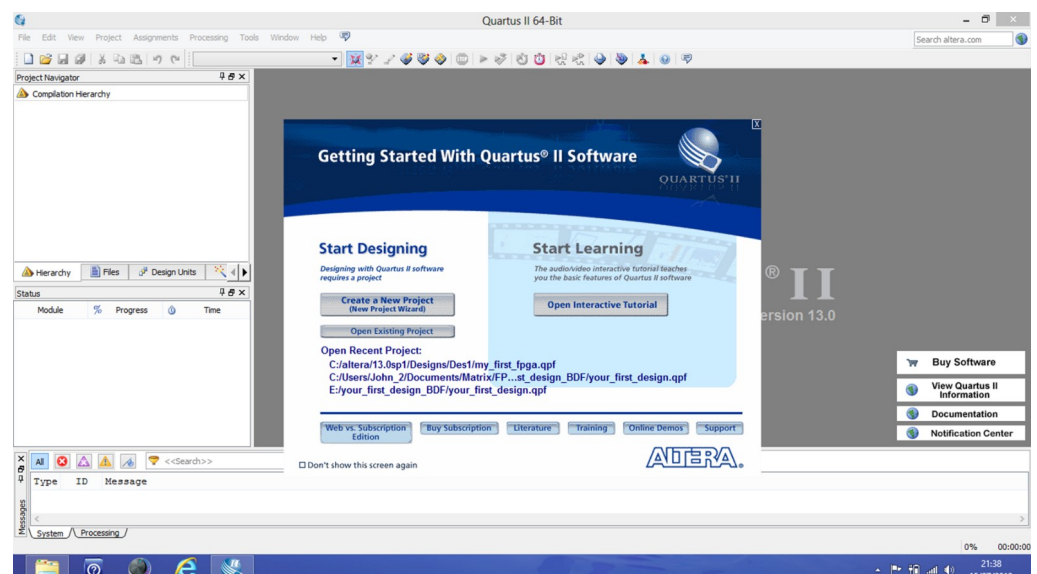 Quartus II 64-Bit
File Edit View Project Assignments Processing Tools Window Help
Search altera.com
Project Navigator
Compilation Hierarchy
Getting Started With Quartus® II Software
QUARTUS® II
Start Designing
Designing with Quartus II software
requires a project
Create a New Project
(New Project Wizard)
Open Existing Project
Start Learning
The audio/video interactive tutorial teaches
you the basic features of Quartus II software
Open Interactive Tutorial
Open Recent Project:
C:/altera/13.0sp1/Designs/Des1/my_first_fpga.qpf
C:/Users/John_2/Documents/Matrix/FP...st_design_BDF/your_first_design.qpf
E:/your_first_design_BDF/your_first_design.qpf
Web vs. Subscription
Edition
Buy Subscription
Literature
Training
Online Demos
Support
Don't show this screen again
ALTERA®
Hierarchy Files Design Units
Status
Module % Progress Time
® II
ersion 13.0
Buy Software
View Quartus II
Information
Documentation
Notification Center
All <<Search>>
Type ID Message
Messages
System Processing
0% 00:00:00
21:38